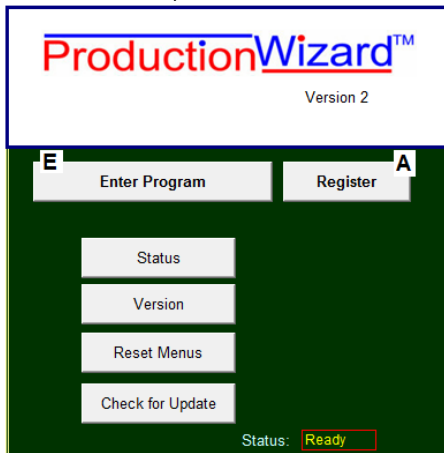 ProductionWizard™
Version 2
E
A
Enter Program
Register
Status
Version
Reset Menus
Check for Update
Status: Ready